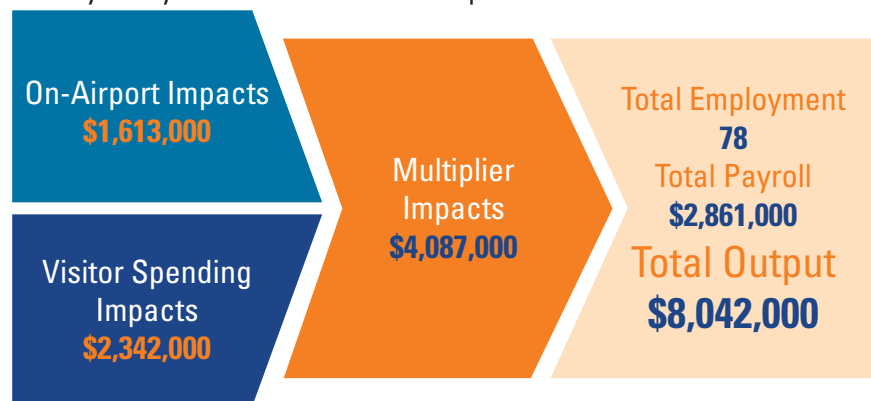 On-Airport Impacts
$1,613,000
Visitor Spending
Impacts
$2,342,000
Multiplier
Impacts
$4,087,000
Total Employment
78
Total Payroll
$2,861,000
Total Output
$8,042,000